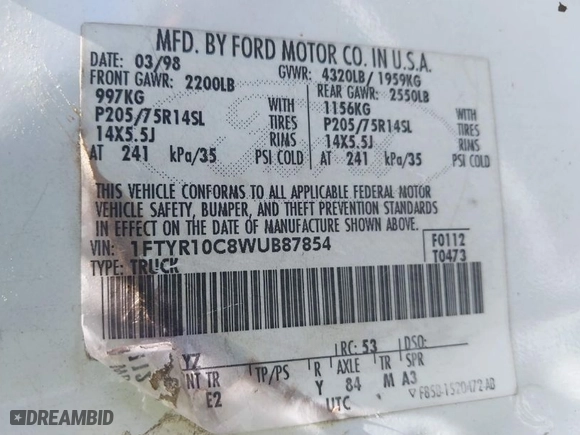 MFD. BY FORD MOTOR CO. IN U.S.A.
DATE: 03/98 GVWR: 4320LB/1959KG
FRONT GAWR: 2200LB REAR GAWR: 2550LB
997KG WITH 1156KG WITH
P205/75R14SL TIRES P205/75R14SL TIRES
14X5.5J RIMS 14X5.5J RIMS
AT 241 kPa/35 PSI COLD AT 241 kPa/35 PSI COLD
THIS VEHICLE CONFORMS TO ALL APPLICABLE FEDERAL MOTOR
VEHICLE SAFETY, BUMPER, AND THEFT PREVENTION STANDARDS
IN EFFECT ON THE DATE OF MANUFACTURE SHOWN ABOVE.
VIN: 1FTYR10C8WUB87854 F0112
TYPE: TRUCK T0473
YZ RC: 53 DSO:
NT TR TP/PS R AXLE TR SPR
E2 Y 84 M A3
UTC
DREAMBID